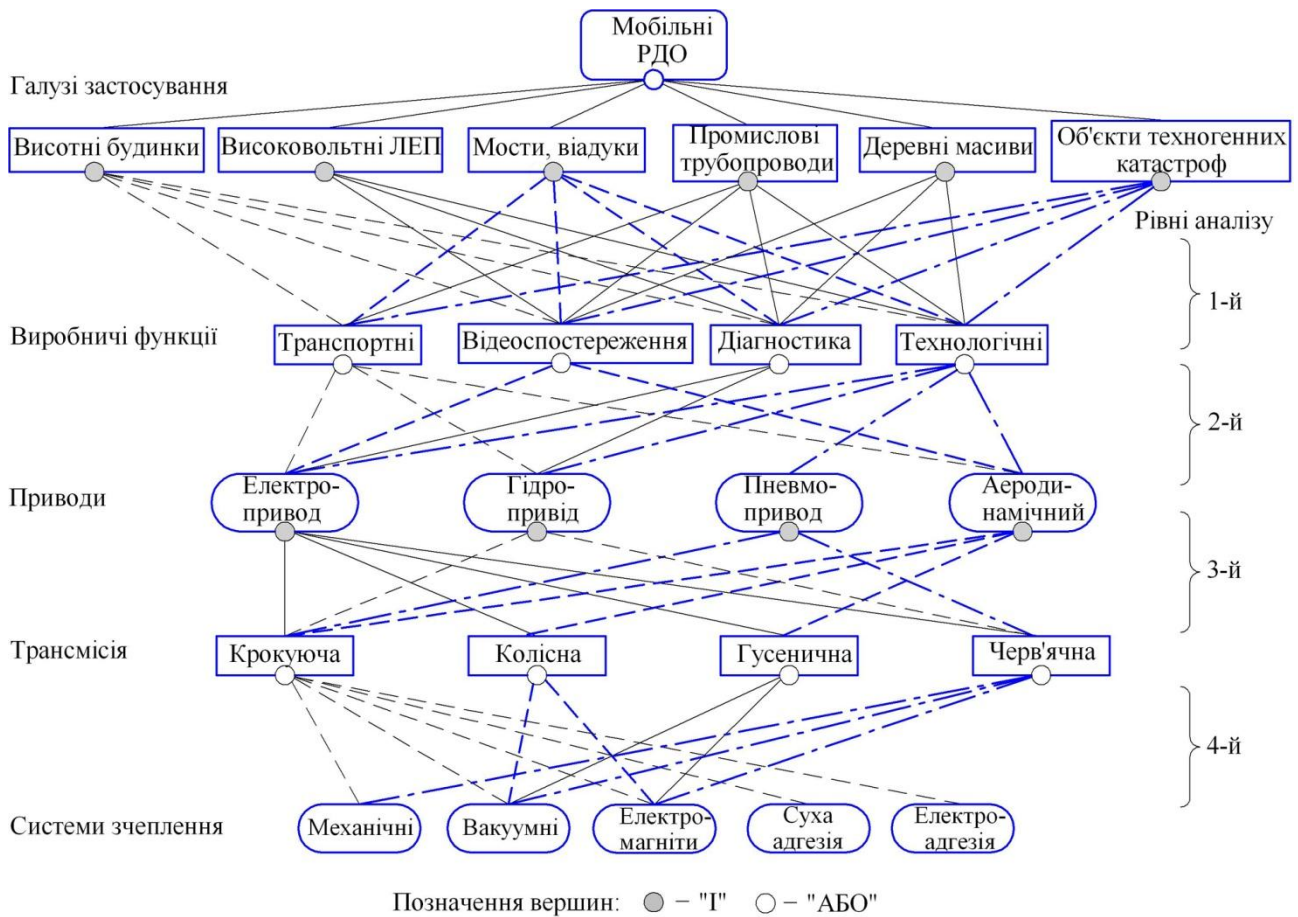 Мобільні
РДО
Галузі застосування
Висотні будинки
Високовольтні ЛЕП
Мости, віадуки
Промислові
трубопроводи
Деревні масиви
Об'єкти техногенних
катастроф
Рівні аналізу
1-й
Виробничі функції
Транспортні
Відеоспостереження
Діагностика
Технологічні
2-й
Приводи
Електро-
привод
Гідро-
привід
Пневмо-
привод
Аероди-
намічний
3-й
Трансмісія
Крокуюча
Колісна
Гусенична
Черв'ячна
4-й
Системи зчеплення
Механічні
Вакуумні
Електро-
магніти
Суха
адгезія
Електро-
адгезія
Позначення вершин: – "І" – "АБО"